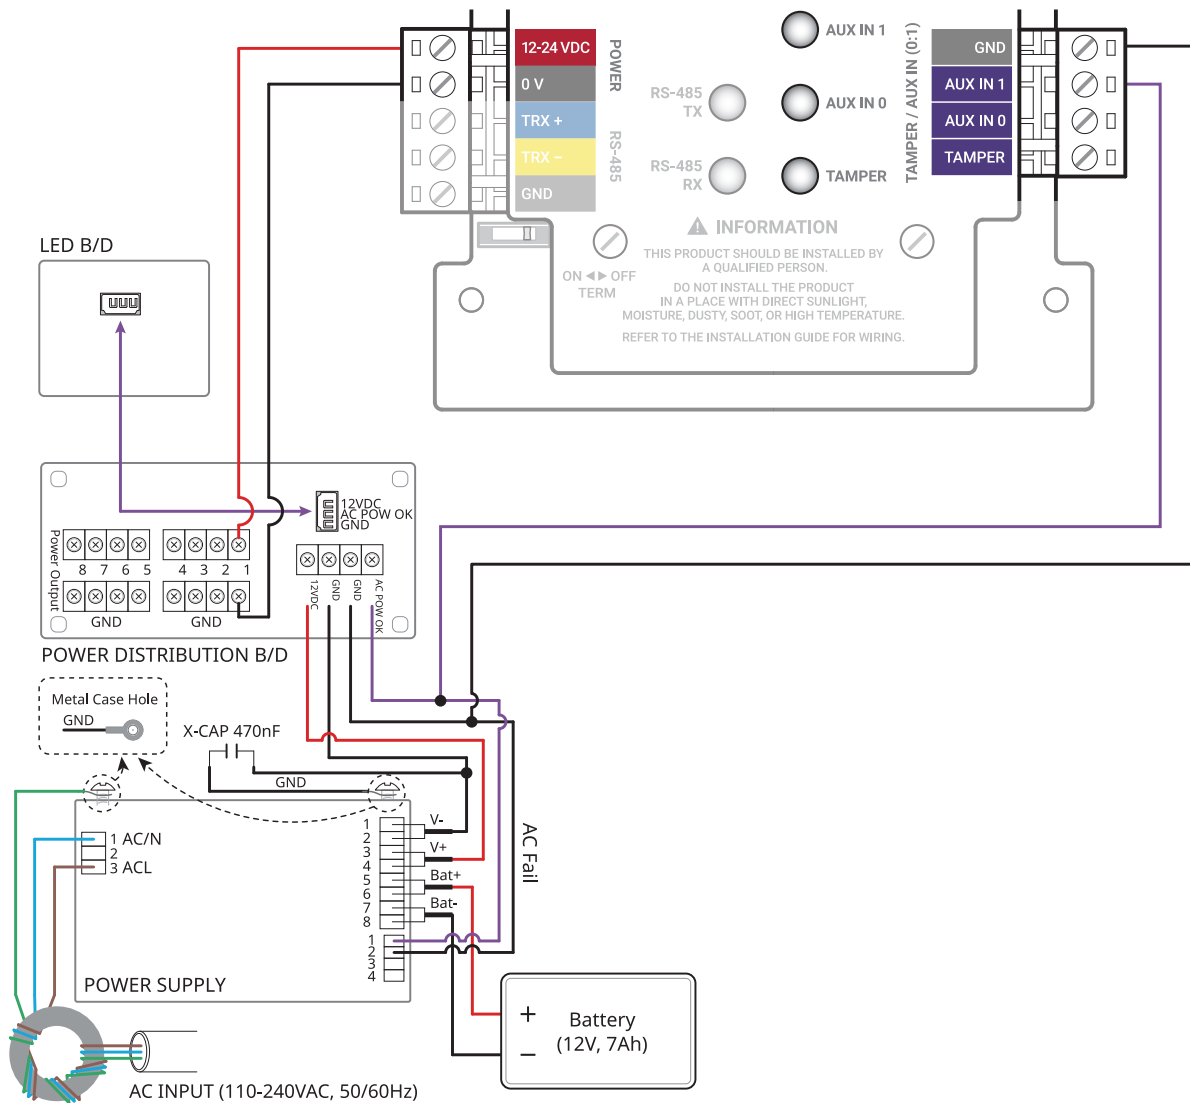 12-24 VDC
0 V
TRX +
TRX −
GND
POWER
RS-485
RS-485
TX
RS-485
RX
AUX IN 1
AUX IN 0
TAMPER
TAMPER / AUX IN (0:1)
GND
AUX IN 1
AUX IN 0
TAMPER
INFORMATION
THIS PRODUCT SHOULD BE INSTALLED BY
A QUALIFIED PERSON.
DO NOT INSTALL THE PRODUCT
IN A PLACE WITH DIRECT SUNLIGHT,
MOISTURE, DUSTY, SOOT, OR HIGH TEMPERATURE.
REFER TO THE INSTALLATION GUIDE FOR WIRING.
ON ◀▶ OFF
TERM
LED B/D
12VDC
AC POW OK
GND
Power Output
8 7 6 5
4 3 2 1
GND
GND
12VDC
GND
GND
AC POW OK
POWER DISTRIBUTION B/D
Metal Case Hole
GND
X-CAP 470nF
GND
1 AC/N
2
3 ACL
1
2
3
4
5
6
7
8
V-
V+
Bat+
Bat-
1
2
3
4
AC Fail
POWER SUPPLY
+
−
Battery
(12V, 7Ah)
AC INPUT (110-240VAC, 50/60Hz)